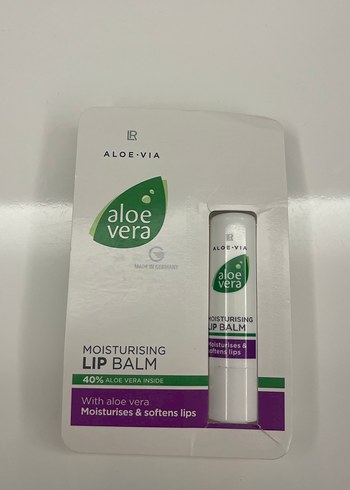 LR
ALOE•VIA
aloe
vera
MOISTURISING
LIP BALM
40% ALOE VERA INSIDE
With aloe vera
Moisturises & softens lips
LR
ALOE•VIA
aloe
vera
MOISTURISING
LIP BALM
Moisturises &
softens lips